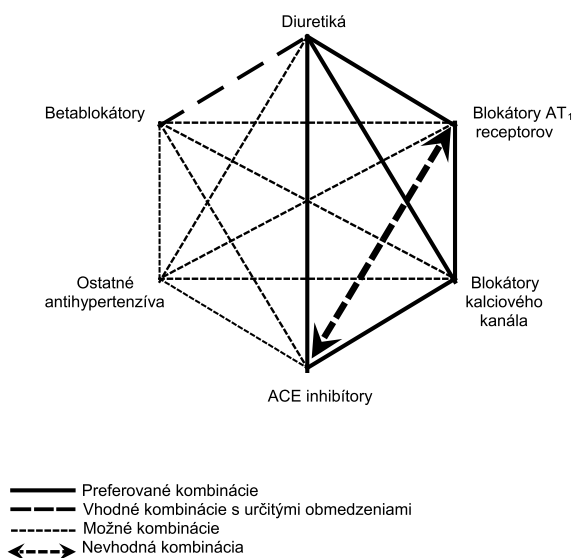 Diuretiká
Betablokátory
Blokátory AT₁
receptorov
Ostatné
antihypertenzíva
Blokátory
kalciového
kanála
ACE inhibítory
Preferované kombinácie
Vhodné kombinácie s určitými obmedzeniami
Možné kombinácie
Nevhodná kombinácia